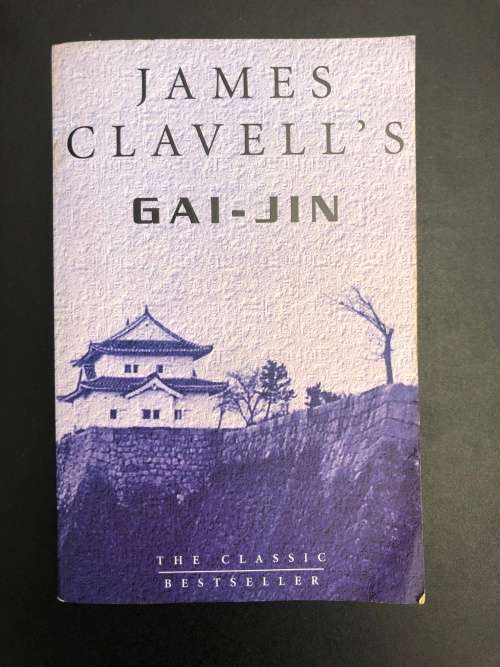 JAMES
CLAVELL'S
GAI-JIN
THE CLASSIC
BESTSELLER